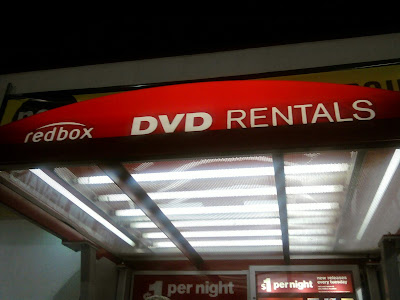 redbox DVD RENTALS
$1 per night
$1 per night
new releases
every tuesday